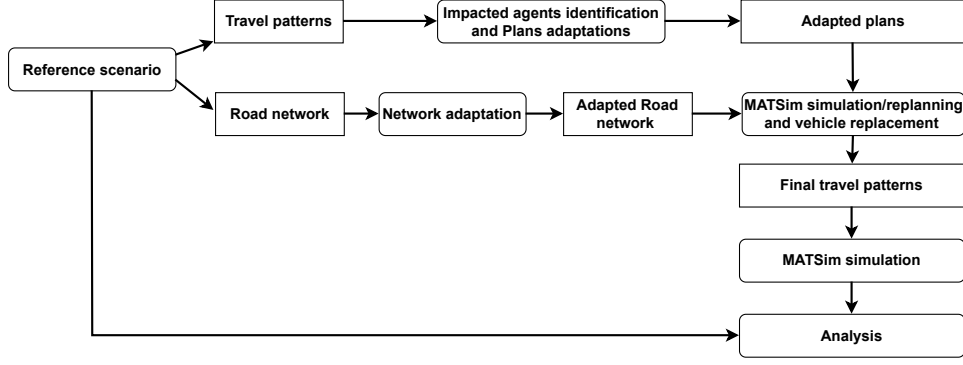 Travel patterns
Impacted agents identification
and Plans adaptations
Adapted plans
Reference scenario
Road network
Network adaptation
Adapted Road
network
MATSim simulation/replanning
and vehicle replacement
Final travel patterns
MATSim simulation
Analysis